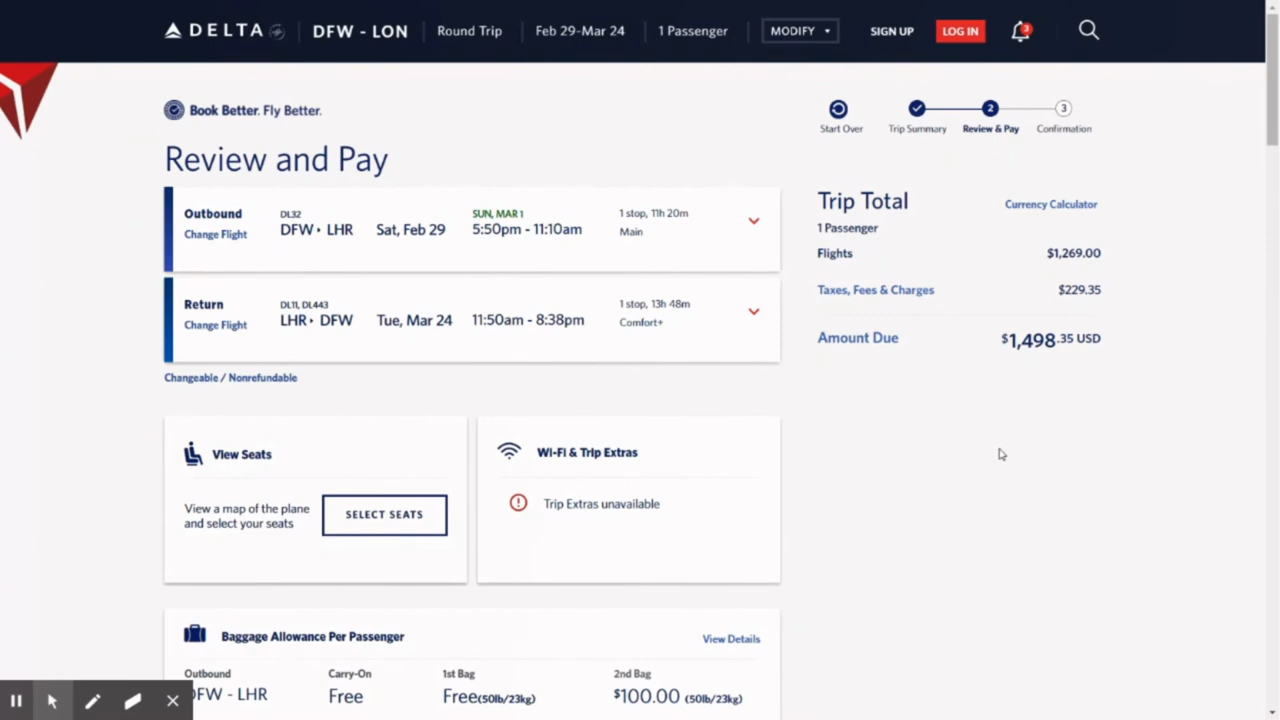 DELTA DFW - LON Round Trip Feb 29-Mar 24 1 Passenger MODIFY SIGN UP LOG IN 3
Book Better. Fly Better.
2 3
Start Over Trip Summary Review & Pay Confirmation
Review and Pay
Outbound DL32 SUN, MAR 1 1 stop, 11h 20m
Change Flight DFW LHR Sat, Feb 29 5:50pm - 11:10am Main
Return DL11, DL443 1 stop, 13h 48m
Change Flight LHR DFW Tue, Mar 24 11:50am - 8:38pm Comfort+
Changeable / Nonrefundable
Trip Total Currency Calculator
1 Passenger
Flights $1,269.00
Taxes, Fees & Charges $229.35
Amount Due $1,498.35 USD
View Seats
View a map of the plane
and select your seats
SELECT SEATS
Wi-Fi & Trip Extras
Trip Extras unavailable
Baggage Allowance Per Passenger View Details
Outbound Carry-On 1st Bag 2nd Bag
DFW - LHR Free Free(50lb/23kg) $100.00 (50lb/23kg)